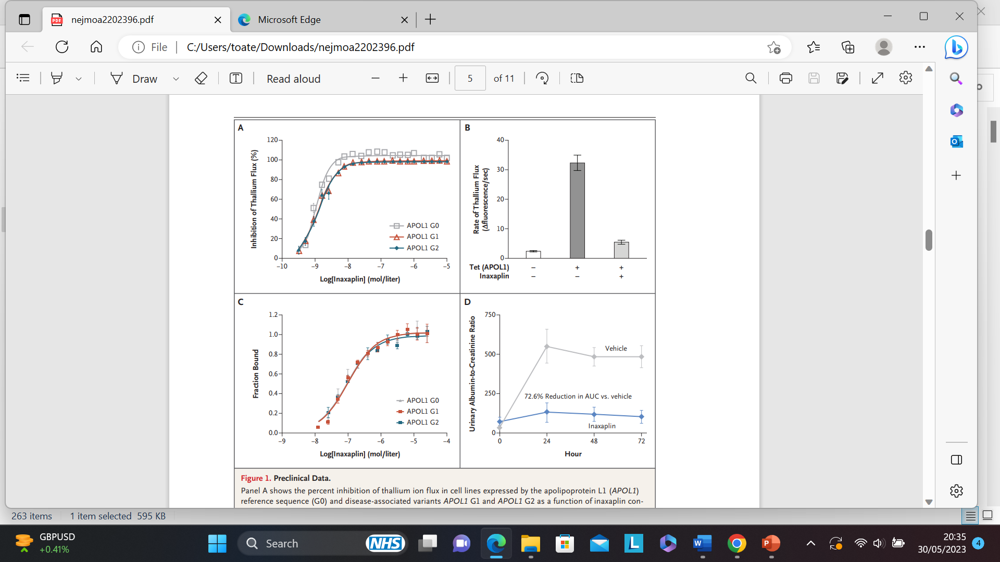 nejmoa2202396.pdf
Microsoft Edge
File
C:/Users/toate/Downloads/nejmoa2202396.pdf
Draw
T
Read aloud
5
of 11
A
Inhibition of Thallium Flux (%)
120
100
80
60
40
20
0
APOL1 G0
APOL1 G1
APOL1 G2
–10
–9
–8
–7
–6
–5
Log[Inaxaplin] (mol/liter)
B
Rate of Thallium Flux
(Δfluorescence/sec)
40
30
20
10
0
Tet (APOL1) – + +
Inaxaplin – – +
C
Fraction Bound
1.2
1.0
0.8
0.6
0.4
0.2
0.0
APOL1 G0
APOL1 G1
APOL1 G2
–9
–8
–7
–6
–5
–4
Log[Inaxaplin] (mol/liter)
D
Urinary Albumin-to-Creatinine Ratio
750
500
250
0
Vehicle
72.6% Reduction in AUC vs. vehicle
Inaxaplin
0
24
48
72
Hour
Figure 1. Preclinical Data.
Panel A shows the percent inhibition of thallium ion flux in cell lines expressed by the apolipoprotein L1 (APOL1)
reference sequence (G0) and disease-associated variants APOL1 G1 and APOL1 G2 as a function of inaxaplin con-
263 items
1 item selected 595 KB
GBPUSD
+0.41%
Search
NHS
20:35
30/05/2023
4